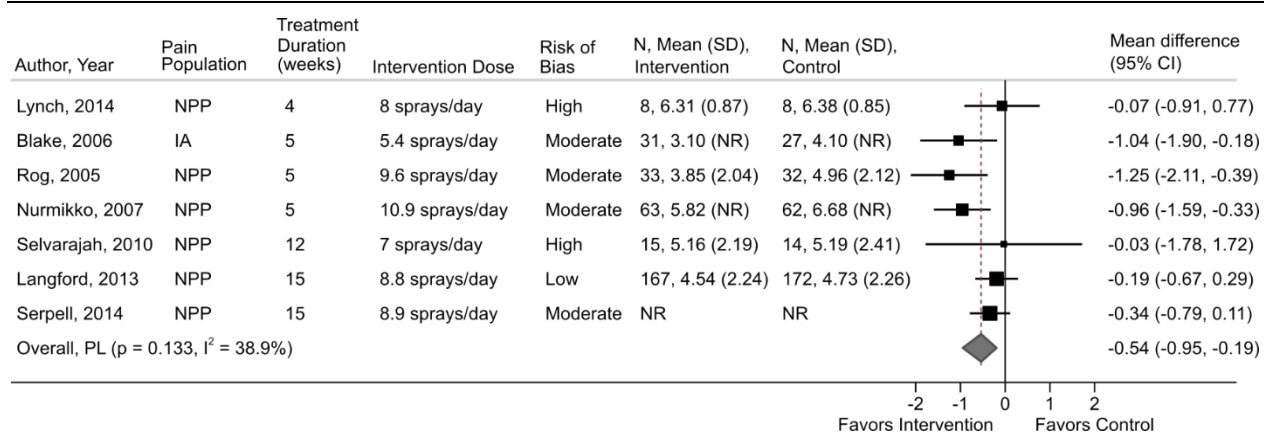 Author, Year Pain Population Treatment Duration (weeks) Intervention Dose Risk of Bias N, Mean (SD), Intervention N, Mean (SD), Control Mean difference (95% CI)
Lynch, 2014 NPP 4 8 sprays/day High 8, 6.31 (0.87) 8, 6.38 (0.85) -0.07 (-0.91, 0.77)
Blake, 2006 IA 5 5.4 sprays/day Moderate 31, 3.10 (NR) 27, 4.10 (NR) -1.04 (-1.90, -0.18)
Rog, 2005 NPP 5 9.6 sprays/day Moderate 33, 3.85 (2.04) 32, 4.96 (2.12) -1.25 (-2.11, -0.39)
Nurmikko, 2007 NPP 5 10.9 sprays/day Moderate 63, 5.82 (NR) 62, 6.68 (NR) -0.96 (-1.59, -0.33)
Selvarajah, 2010 NPP 12 7 sprays/day High 15, 5.16 (2.19) 14, 5.19 (2.41) -0.03 (-1.78, 1.72)
Langford, 2013 NPP 15 8.8 sprays/day Low 167, 4.54 (2.24) 172, 4.73 (2.26) -0.19 (-0.67, 0.29)
Serpell, 2014 NPP 15 8.9 sprays/day Moderate NR NR -0.34 (-0.79, 0.11)
Overall, PL (p = 0.133, I² = 38.9%) -0.54 (-0.95, -0.19)
-2 -1 0 1 2
Favors Intervention Favors Control